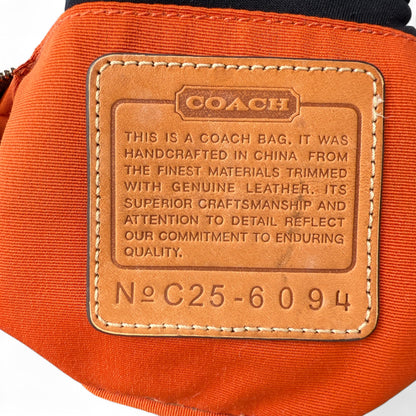 COACH
THIS IS A COACH BAG. IT WAS
HANDCRAFTED IN CHINA FROM
THE FINEST MATERIALS TRIMMED
WITH GENUINE LEATHER. ITS
SUPERIOR CRAFTSMANSHIP AND
ATTENTION TO DETAIL REFLECT
OUR COMMITMENT TO ENDURING
QUALITY.
NºC25-6094